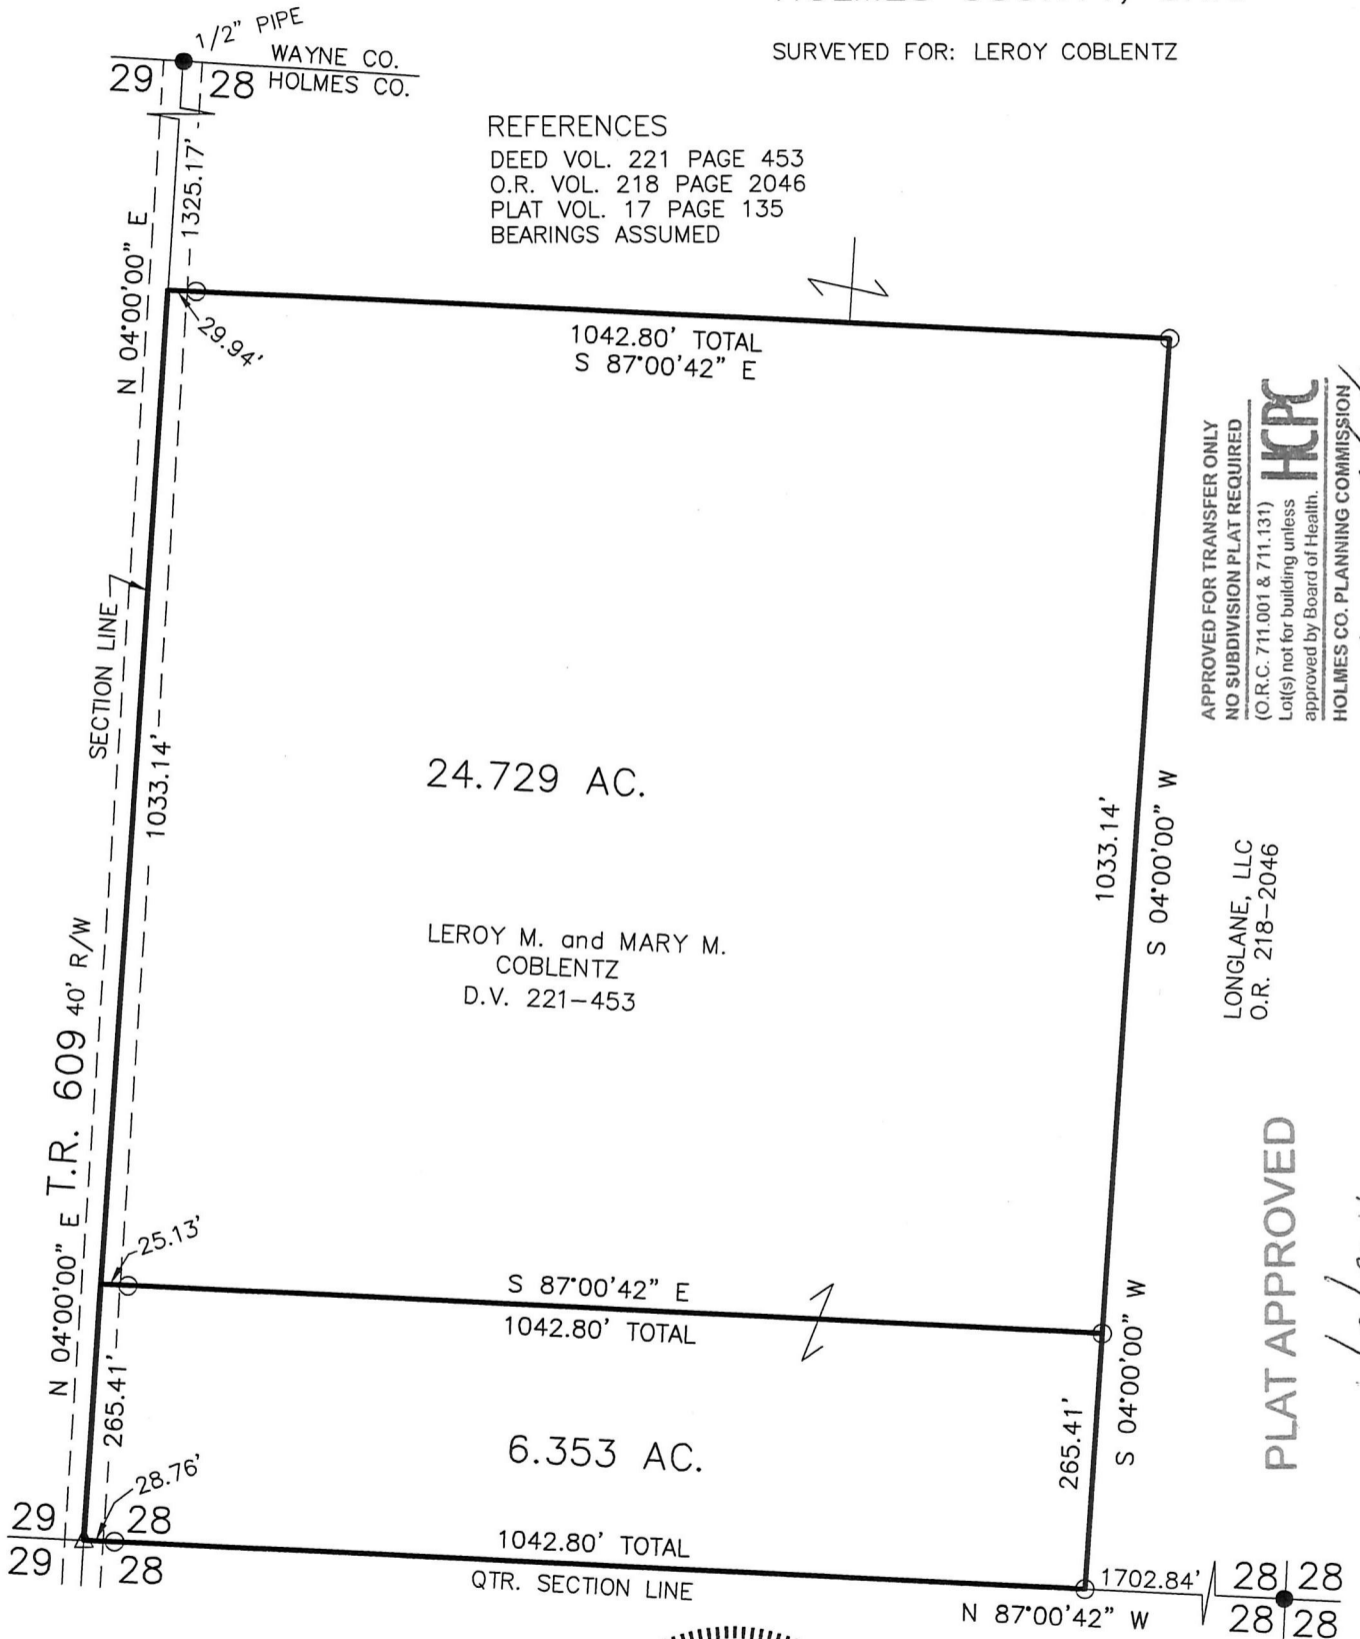 SURVEYED FOR: LEROY COBLENTZ
1/2" PIPE
WAYNE CO.
29 28 HOLMES CO.
REFERENCES
DEED VOL. 221 PAGE 453
O.R. VOL. 218 PAGE 2046
PLAT VOL. 17 PAGE 135
BEARINGS ASSUMED
1325.17'
N 04°00'00" E
29.94'
1042.80' TOTAL
S 87°00'42" E
APPROVED FOR TRANSFER ONLY
NO SUBDIVISION PLAT REQUIRED
(O.R.C. 711.001 & 711.131)
Lot(s) not for building unless
approved by Board of Health.
HCPC
HOLMES CO. PLANNING COMMISSION
SECTION LINE
1033.14'
24.729 AC.
1033.14'
S 04°00'00" W
LEROY M. and MARY M.
COBLENTZ
D.V. 221-453
LONGLANE, LLC
O.R. 218-2046
T.R. 609 40' R/W
N 04°00'00" E
25.13'
S 87°00'42" E
1042.80' TOTAL
PLAT APPROVED
265.41'
6.353 AC.
265.41'
S 04°00'00" W
28.76'
29 28
29 28
1042.80' TOTAL
QTR. SECTION LINE
1702.84'
N 87°00'42" W
28 28
28 28